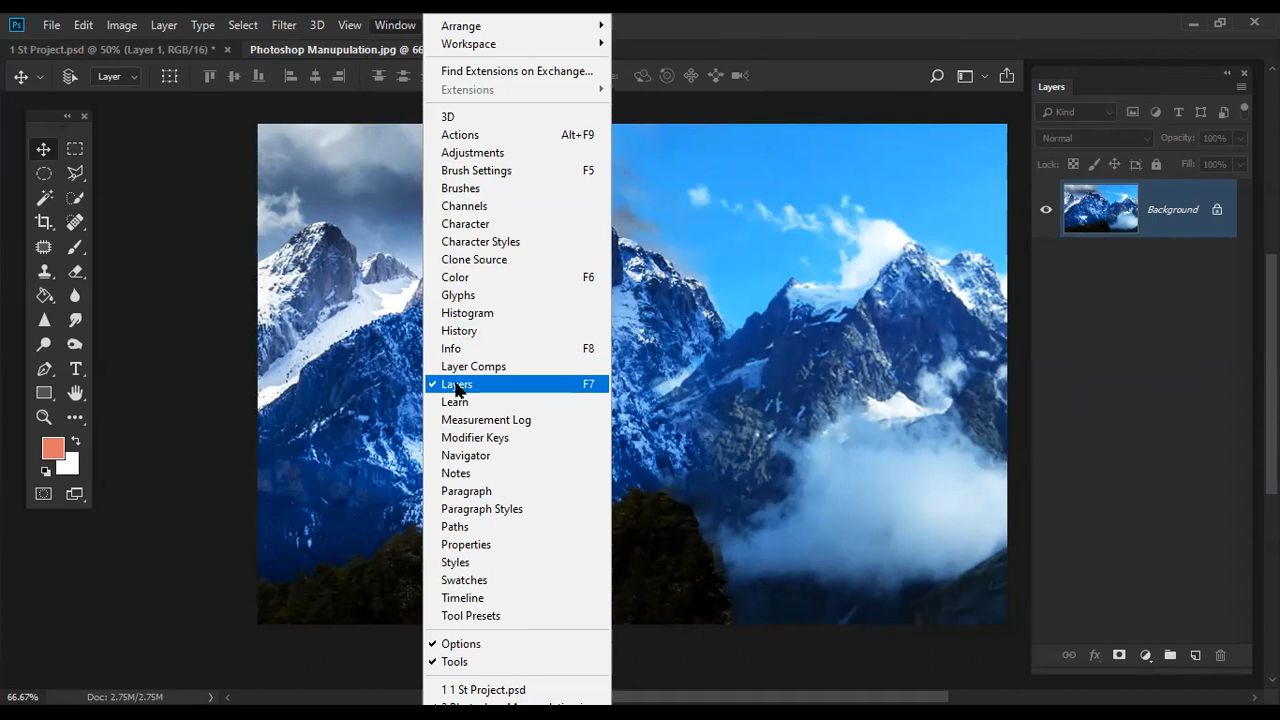 Ps File Edit Image Layer Type Select Filter 3D View Window
1 St Project.psd @ 50% (Layer 1, RGB/16) * × Photoshop Manupulation.jpg @ 66
Layer
Arrange
Workspace
Find Extensions on Exchange...
Extensions
3D
Actions Alt+F9
Adjustments
Brush Settings F5
Brushes
Channels
Character
Character Styles
Clone Source
Color F6
Glyphs
Histogram
History
Info F8
Layer Comps
Layers F7
Learn
Measurement Log
Modifier Keys
Navigator
Notes
Paragraph
Paragraph Styles
Paths
Properties
Styles
Swatches
Timeline
Tool Presets
Options
Tools
1 1 St Project.psd
Layers
Kind
Normal Opacity: 100%
Lock: Fill: 100%
Background
66.67% Doc: 2.75M/2.75M